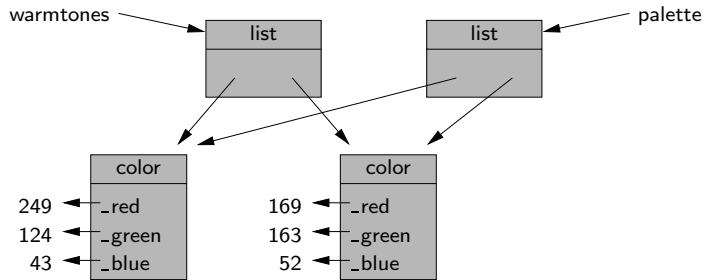 warmtones
list
list
palette
color
color
249 _red
169 _red
124 _green
163 _green
43 _blue
52 _blue